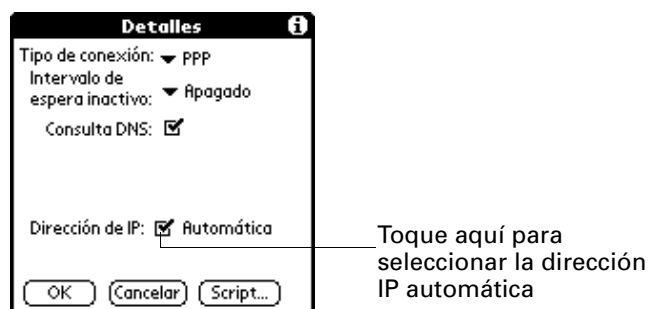 Detalles
Tipo de conexión: PPP
Intervalo de
espera inactivo: Apagado
Consulta DNS:
Dirección de IP: Automática
Toque aquí para
seleccionar la dirección
IP automática
OK Cancelar Script...